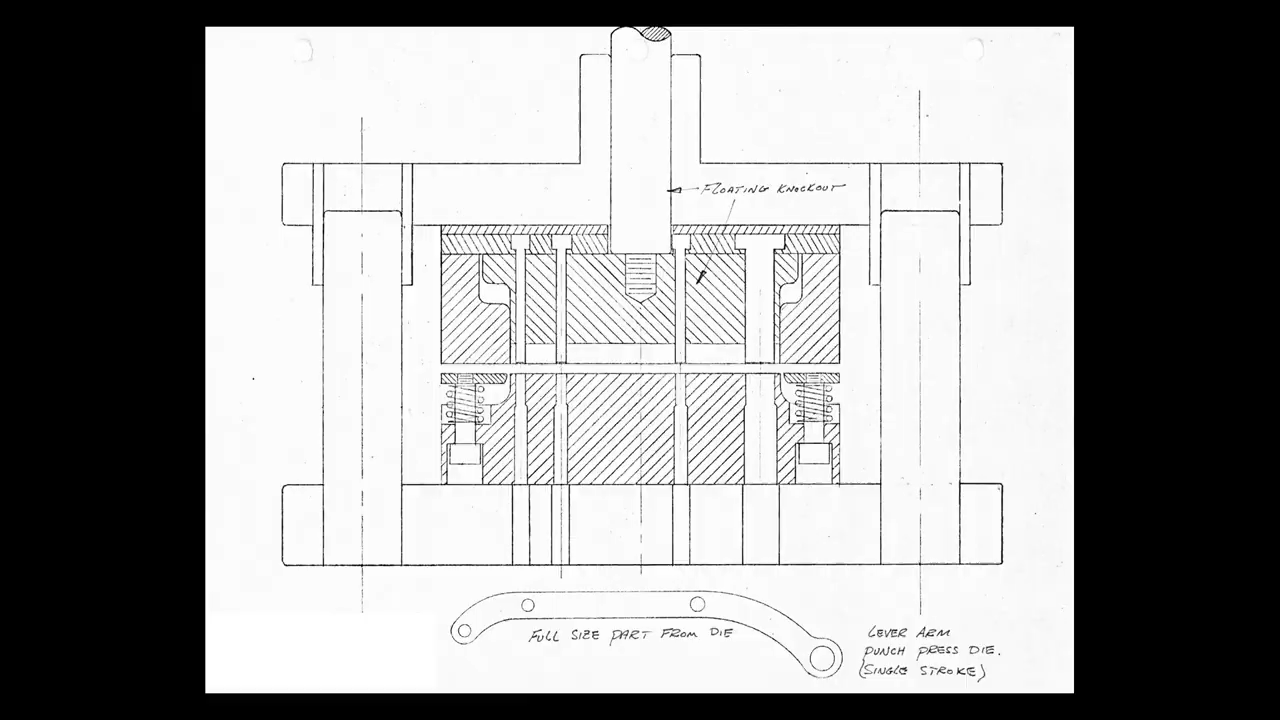 FLOATING KNOCKOUT
FULL SIZE PART FROM DIE
LEVER ARM
PUNCH PRESS DIE.
(SINGLE STROKE)